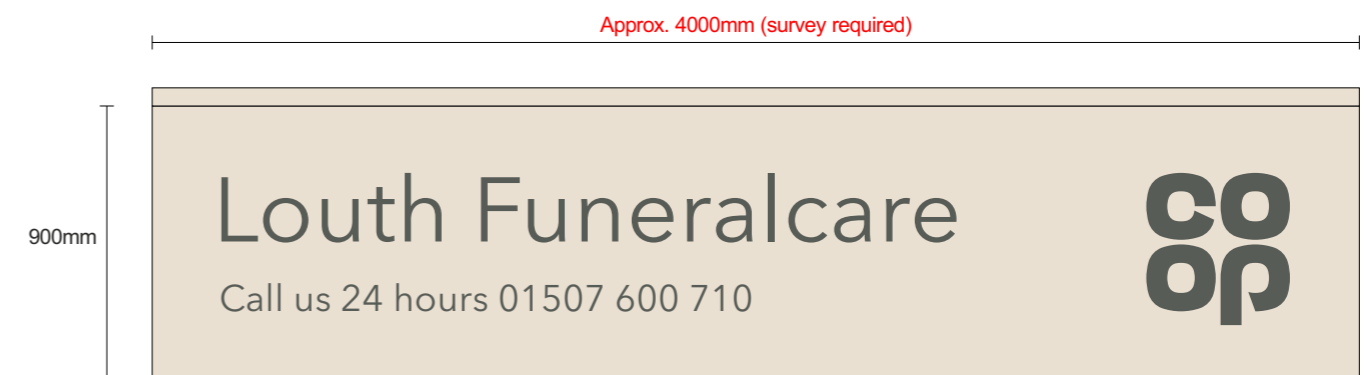 Approx. 4000mm (survey required)
900mm
Louth Funeralcare
Call us 24 hours 01507 600 710
co
op